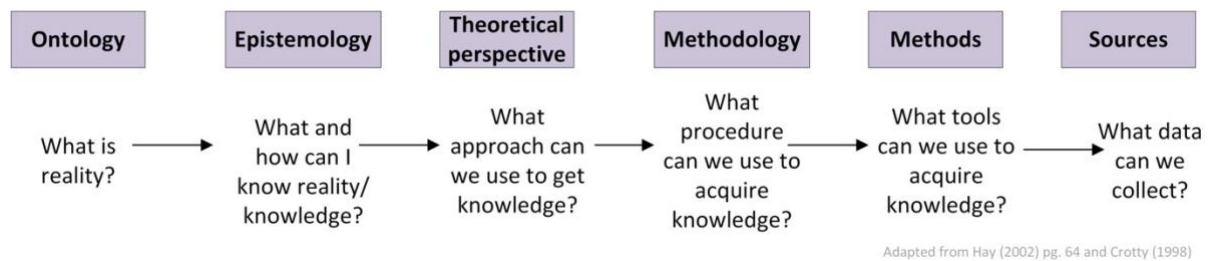 Ontology
Epistemology
Theoretical
perspective
Methodology
Methods
Sources
What is
reality?
What and
how can I
know reality/
knowledge?
What
approach can
we use to get
knowledge?
What
procedure
can we use to
acquire
knowledge?
What tools
can we use to
acquire
knowledge?
What data
can we
collect?
Adapted from Hay (2002) pg. 64 and Crotty (1998)